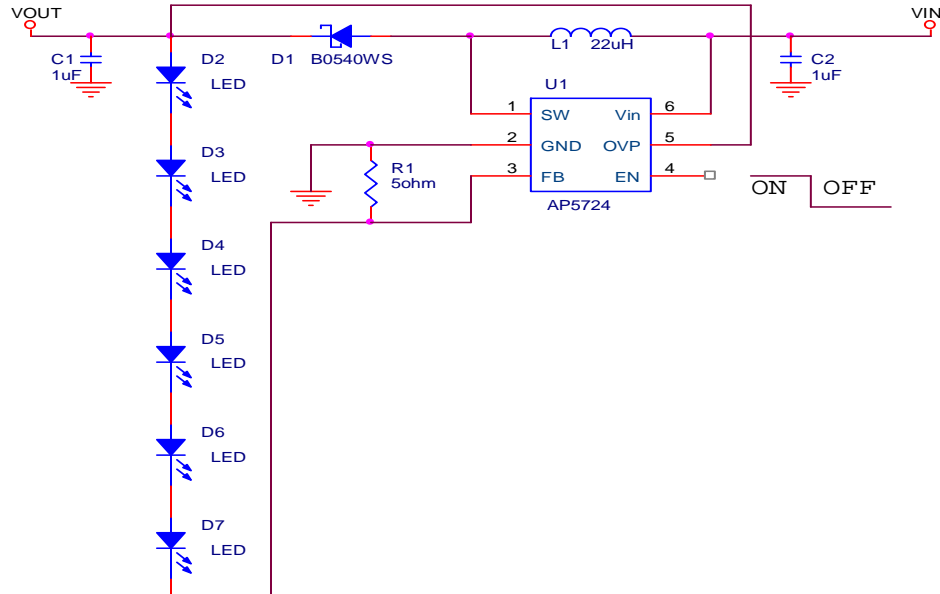 VOUT
VIN
C1
1uF
D2
LED
D1 B0540WS
L1 22uH
C2
1uF
U1
1 SW Vin 6
2 GND OVP 5
3 FB EN 4
AP5724
ON OFF
R1
5ohm
D3
LED
D4
LED
D5
LED
D6
LED
D7
LED